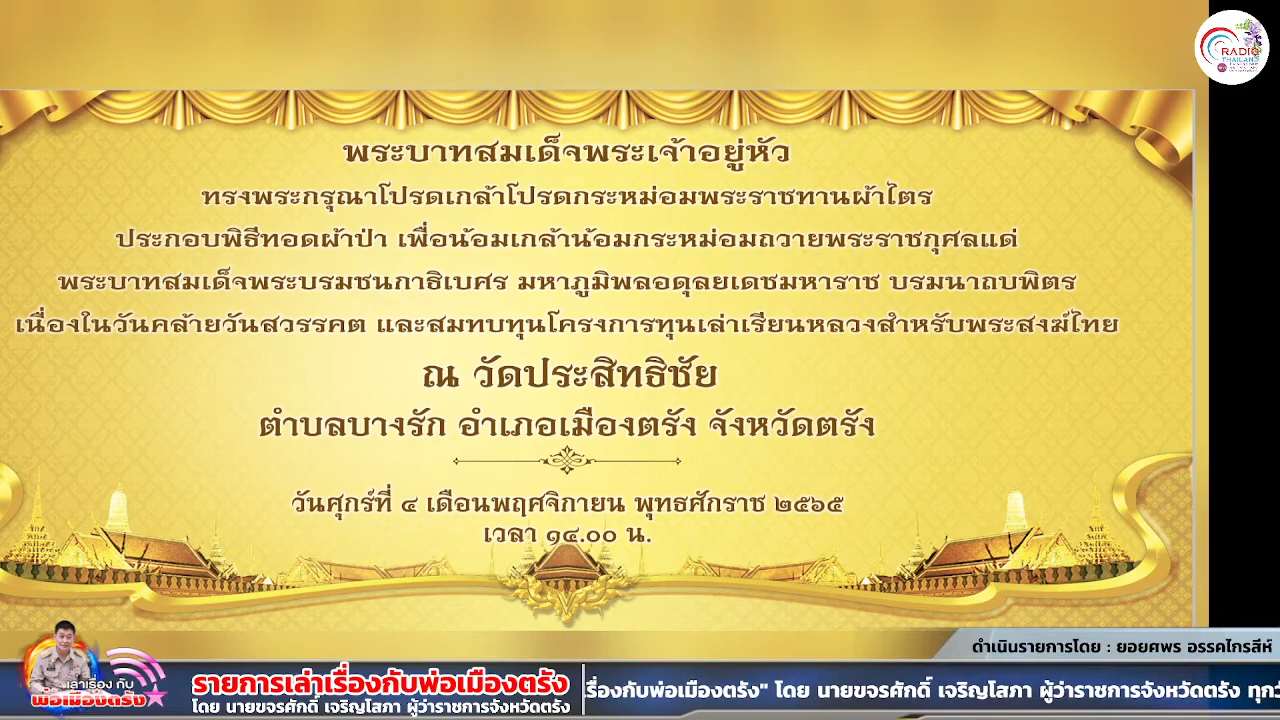 RADIO
THAILAND
พระบาทสมเด็จพระเจ้าอยู่หัว
ทรงพระกรุณาโปรดเกล้าโปรดกระหม่อมพระราชทานผ้าไตร
ประกอบพิธีทอดผ้าป่า เพื่อน้อมเกล้าน้อมกระหม่อมถวายพระราชกุศลแด่
พระบาทสมเด็จพระบรมชนกาธิเบศร มหาภูมิพลอดุลยเดชมหาราช บรมนาถบพิตร
เนื่องในวันคล้ายวันสวรรคต และสมทบทุนโครงการทุนเล่าเรียนหลวงสำหรับพระสงฆ์ไทย
ณ วัดประสิทธิชัย
ตำบลบางรัก อำเภอเมืองตรัง จังหวัดตรัง
วันศุกร์ที่ ๔ เดือนพฤศจิกายน พุทธศักราช ๒๕๖๕
เวลา ๑๔.๐๐ น.
ดำเนินรายการโดย : ยอยศพร อรรคไกรสีห์
เล่าเรื่อง กับ
พ่อเมืองตรัง
รายการเล่าเรื่องกับพ่อเมืองตรัง
โดย นายขจรศักดิ์ เจริญโสภา ผู้ว่าราชการจังหวัดตรัง
รื่องกับพ่อเมืองตรัง" โดย นายขจรศักดิ์ เจริญโสภา ผู้ว่าราชการจังหวัดตรัง ทุกวั